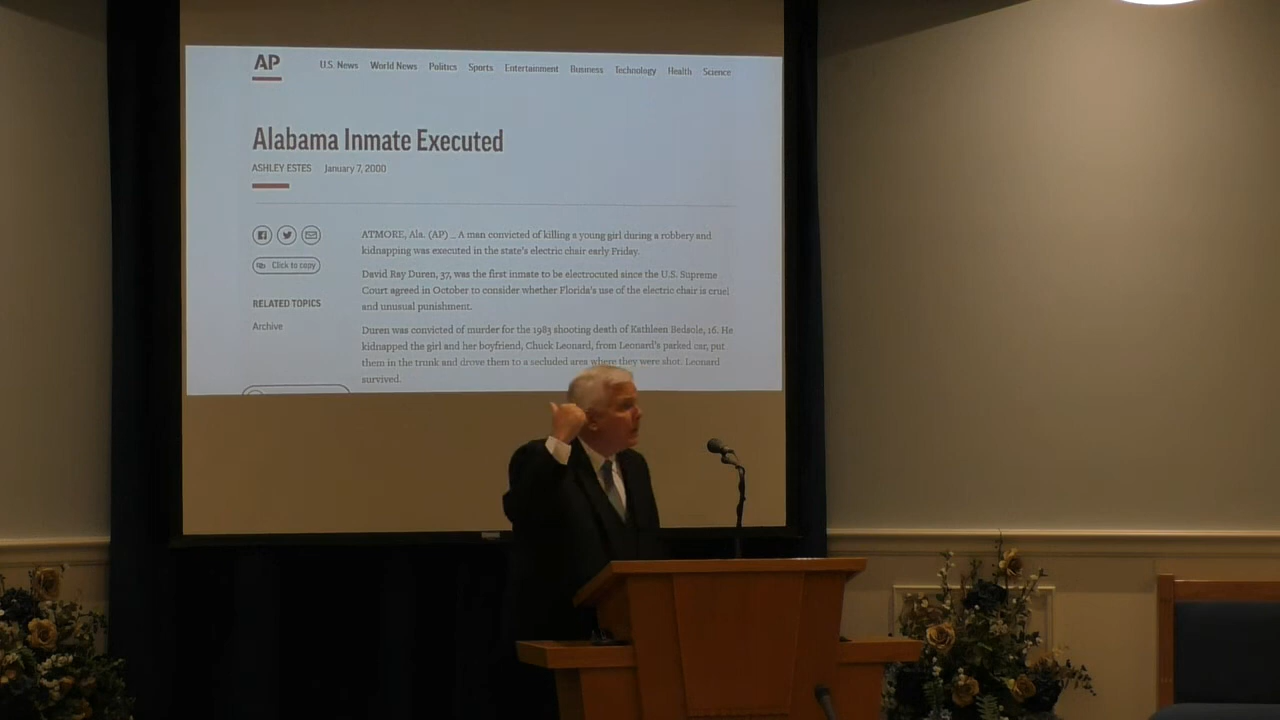 AP
U.S. News World News Politics Sports Entertainment Business Technology Health Science
Alabama Inmate Executed
ASHLEY ESTES January 7, 2000
ATMORE, Ala. (AP) _ A man convicted of killing a young girl during a robbery and
kidnapping was executed in the state's electric chair early Friday.
Click to copy
David Ray Duren, 37, was the first inmate to be electrocuted since the U.S. Supreme
Court agreed in October to consider whether Florida's use of the electric chair is cruel
and unusual punishment.
RELATED TOPICS
Archive
Duren was convicted of murder for the 1983 shooting death of Kathleen Bedsole, 16. He
kidnapped the girl and her boyfriend, Chuck Leonard, from Leonard's parked car, put
them in the trunk and drove them to a secluded area where they were shot. Leonard
survived.